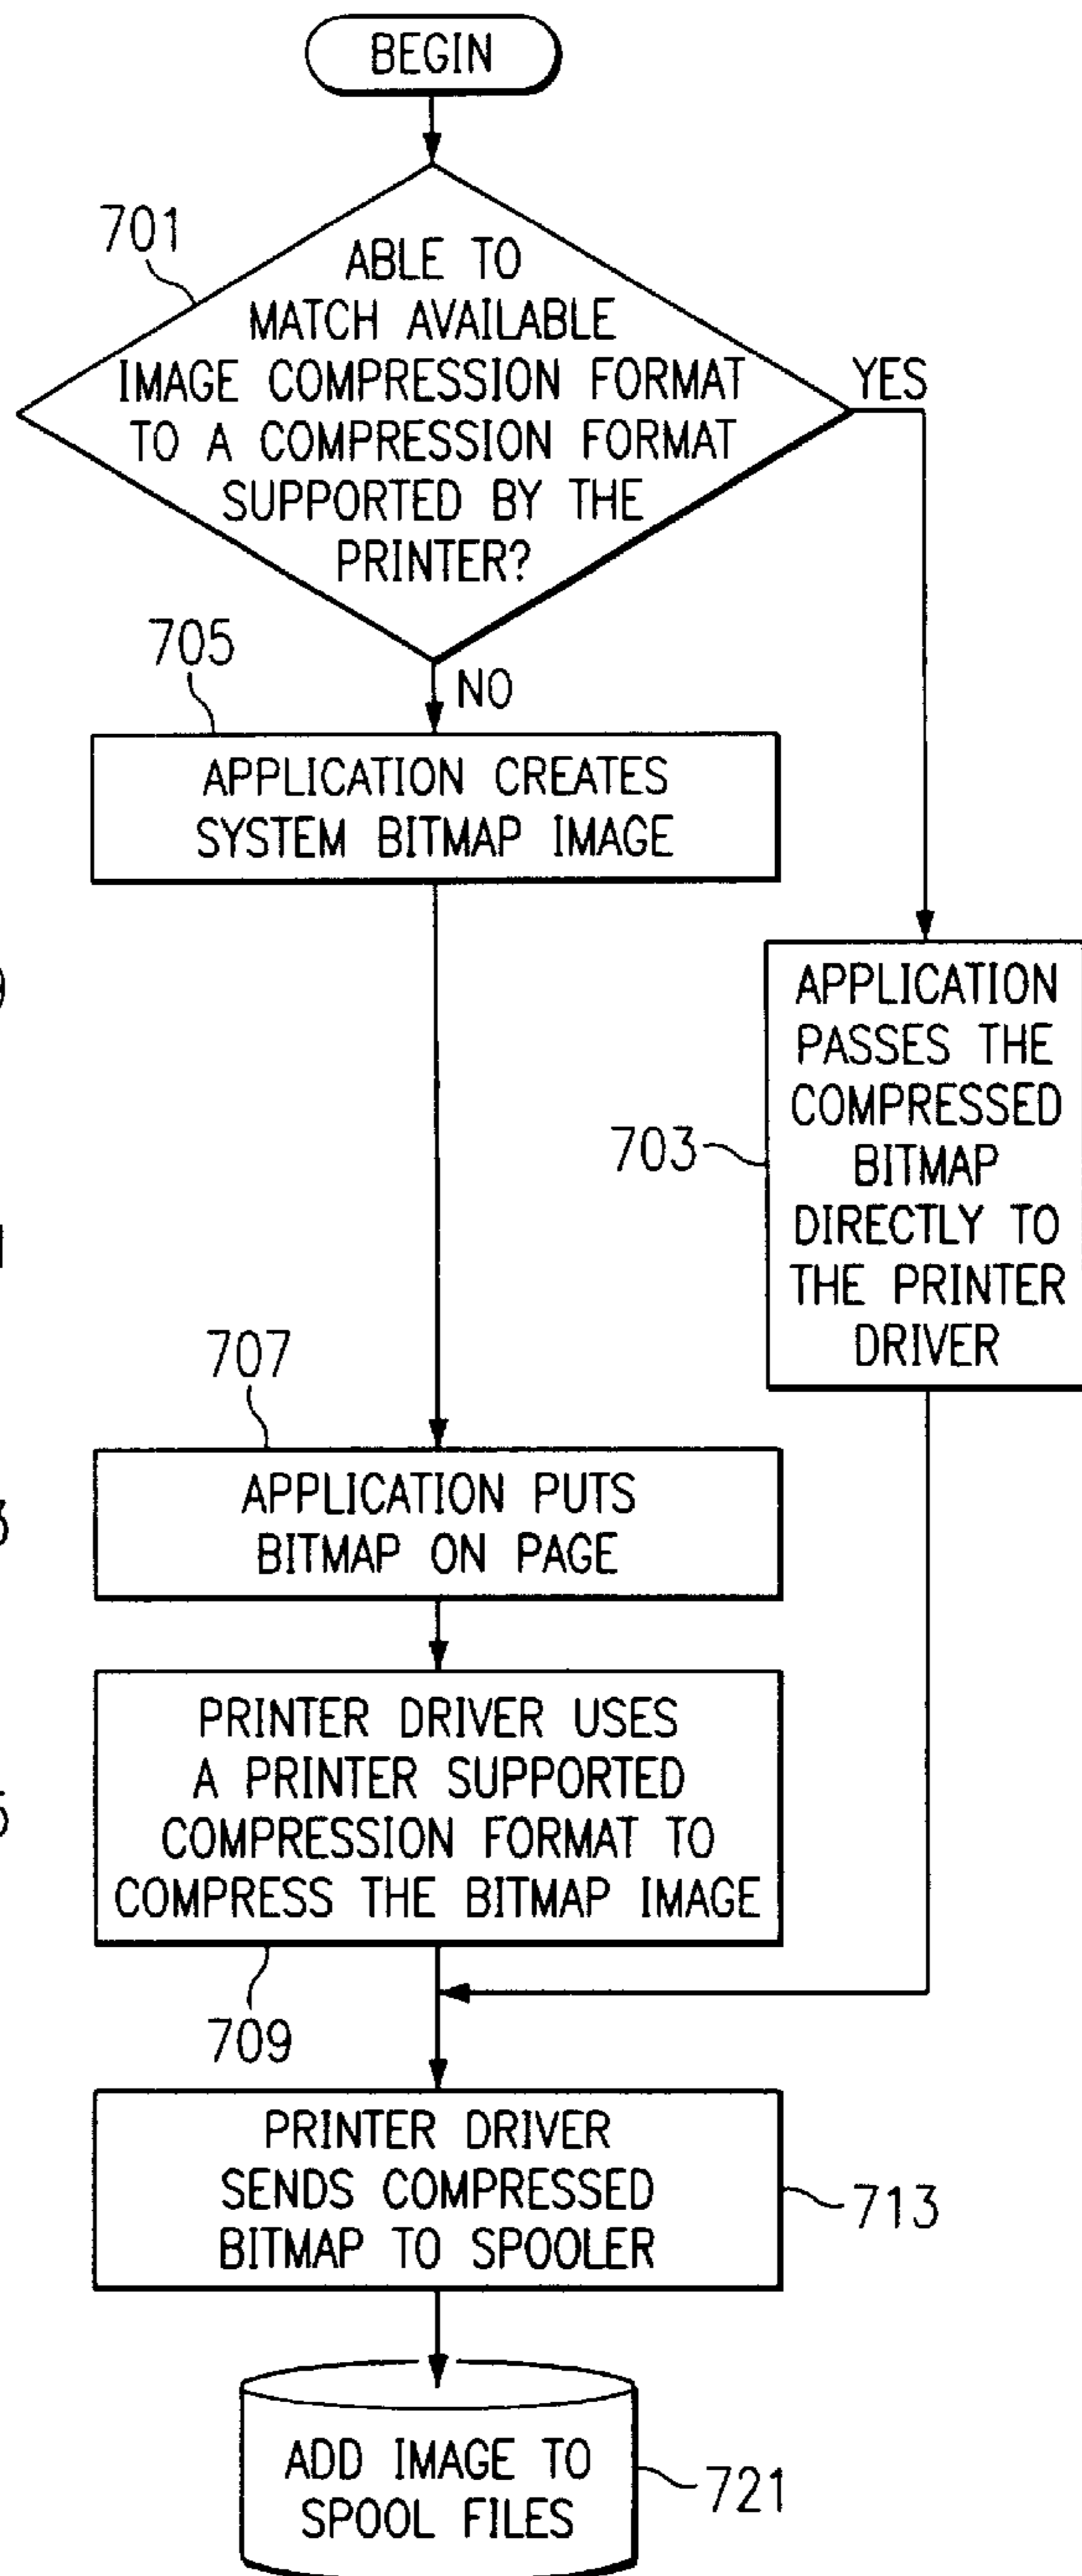 BEGIN
701
ABLE TO
MATCH AVAILABLE
IMAGE COMPRESSION FORMAT
TO A COMPRESSION FORMAT
SUPPORTED BY THE
PRINTER?
YES
705
NO
APPLICATION CREATES
SYSTEM BITMAP IMAGE
APPLICATION
PASSES THE
COMPRESSED
BITMAP
DIRECTLY TO
THE PRINTER
DRIVER
703
707
APPLICATION PUTS
BITMAP ON PAGE
PRINTER DRIVER USES
A PRINTER SUPPORTED
COMPRESSION FORMAT TO
COMPRESS THE BITMAP IMAGE
709
PRINTER DRIVER
SENDS COMPRESSED
BITMAP TO SPOOLER
713
ADD IMAGE TO
SPOOL FILES
721